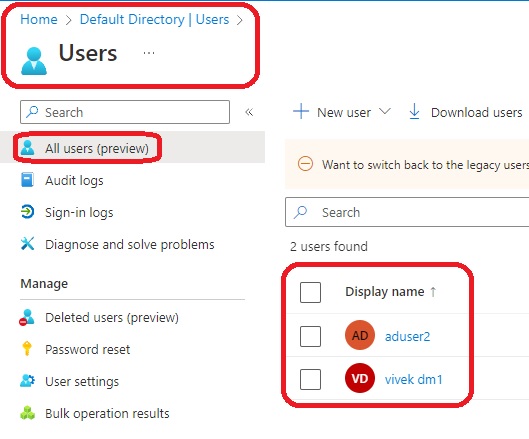 Home > Default Directory | Users >
Users ...
Search «
All users (preview)
Audit logs
Sign-in logs
Diagnose and solve problems
Manage
Deleted users (preview)
Password reset
User settings
Bulk operation results
+ New user Download users
Want to switch back to the legacy users
Search
2 users found
Display name ↑
AD aduser2
VD vivek dm1